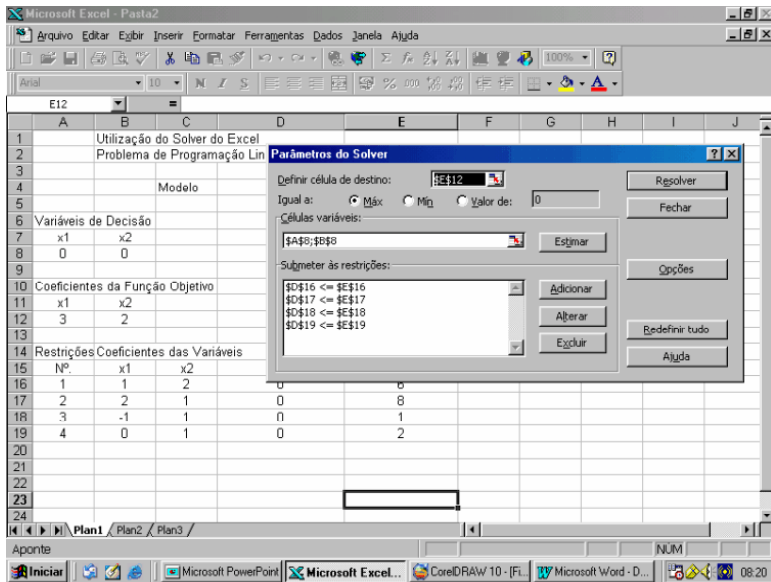 Microsoft Excel - Pasta2
Arquivo Editar Exibir Inserir Formatar Ferramentas Dados Janela Ajuda
100%
Arial 10 N I S % 000
E12 =
A B C D E F G H I J
1 Utilização do Solver do Excel
2 Problema de Programação Lin
3
4 Modelo
5
6 Variáveis de Decisão
7 x1 x2
8 0 0
9
10 Coeficientes da Função Objetivo
11 x1 x2
12 3 2
13
14 Restrições Coeficientes das Variáveis
15 Nº. x1 x2
16 1 1 2 0 6
17 2 2 1 0 8
18 3 -1 1 0 1
19 4 0 1 0 2
20
21
22
23
24
Parâmetros do Solver
Definir célula de destino: $E$12
Igual a: Máx Mín Valor de: 0
Células variáveis:
$A$8;$B$8
Estimar
Submeter às restrições:
$D$16 <= $E$16
$D$17 <= $E$17
$D$18 <= $E$18
$D$19 <= $E$19
Adicionar
Alterar
Excluir
Resolver
Fechar
Opções
Redefinir tudo
Ajuda
Plan1 Plan2 Plan3
Aponte NÚM
Iniciar Microsoft PowerPoint Microsoft Excel... CorelDRAW 10 - [Fi... Microsoft Word - D... 08:20